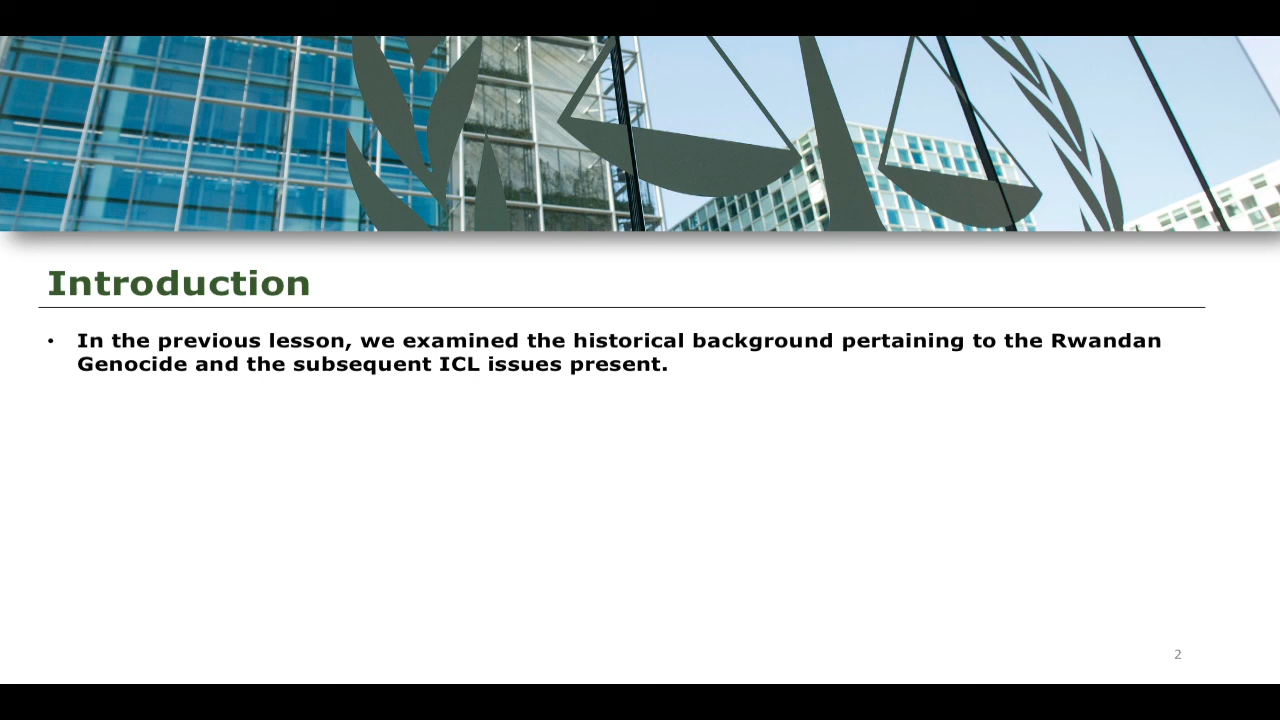 Introduction
• In the previous lesson, we examined the historical background pertaining to the Rwandan
Genocide and the subsequent ICL issues present.
2